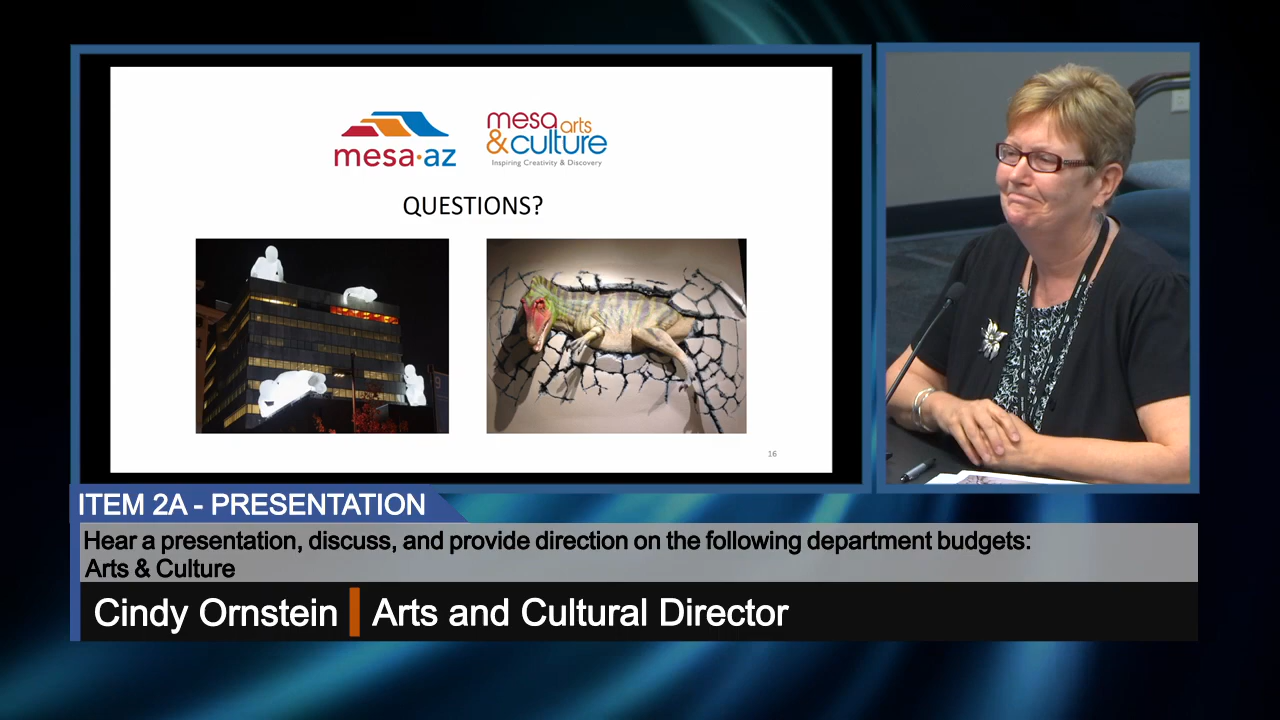 mesa·az
mesa arts
& culture
Inspiring Creativity & Discovery
QUESTIONS?
16
ITEM 2A - PRESENTATION
Hear a presentation, discuss, and provide direction on the following department budgets:
Arts & Culture
Cindy Ornstein | Arts and Cultural Director